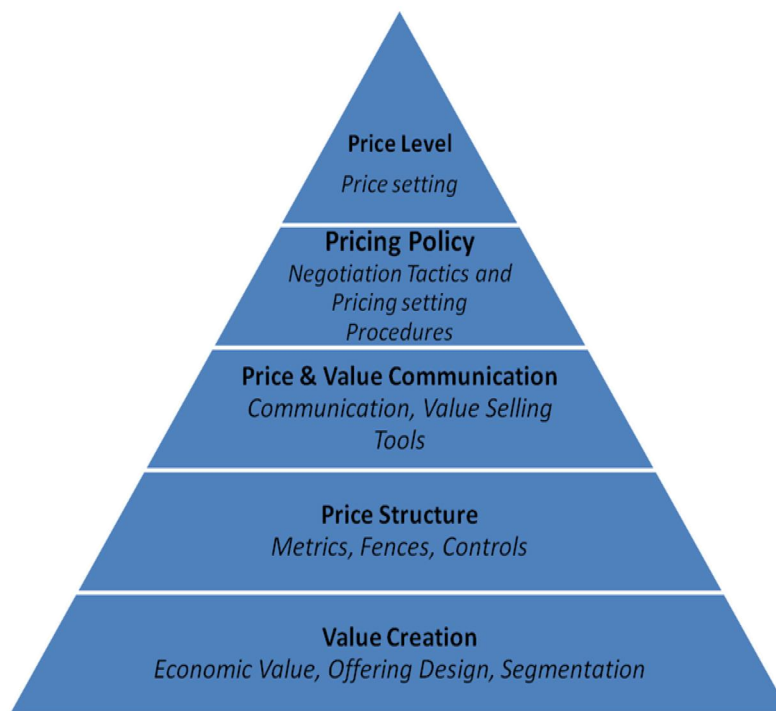 Price Level
Price setting
Pricing Policy
Negotiation Tactics and
Pricing setting
Procedures
Price & Value Communication
Communication, Value Selling
Tools
Price Structure
Metrics, Fences, Controls
Value Creation
Economic Value, Offering Design, Segmentation